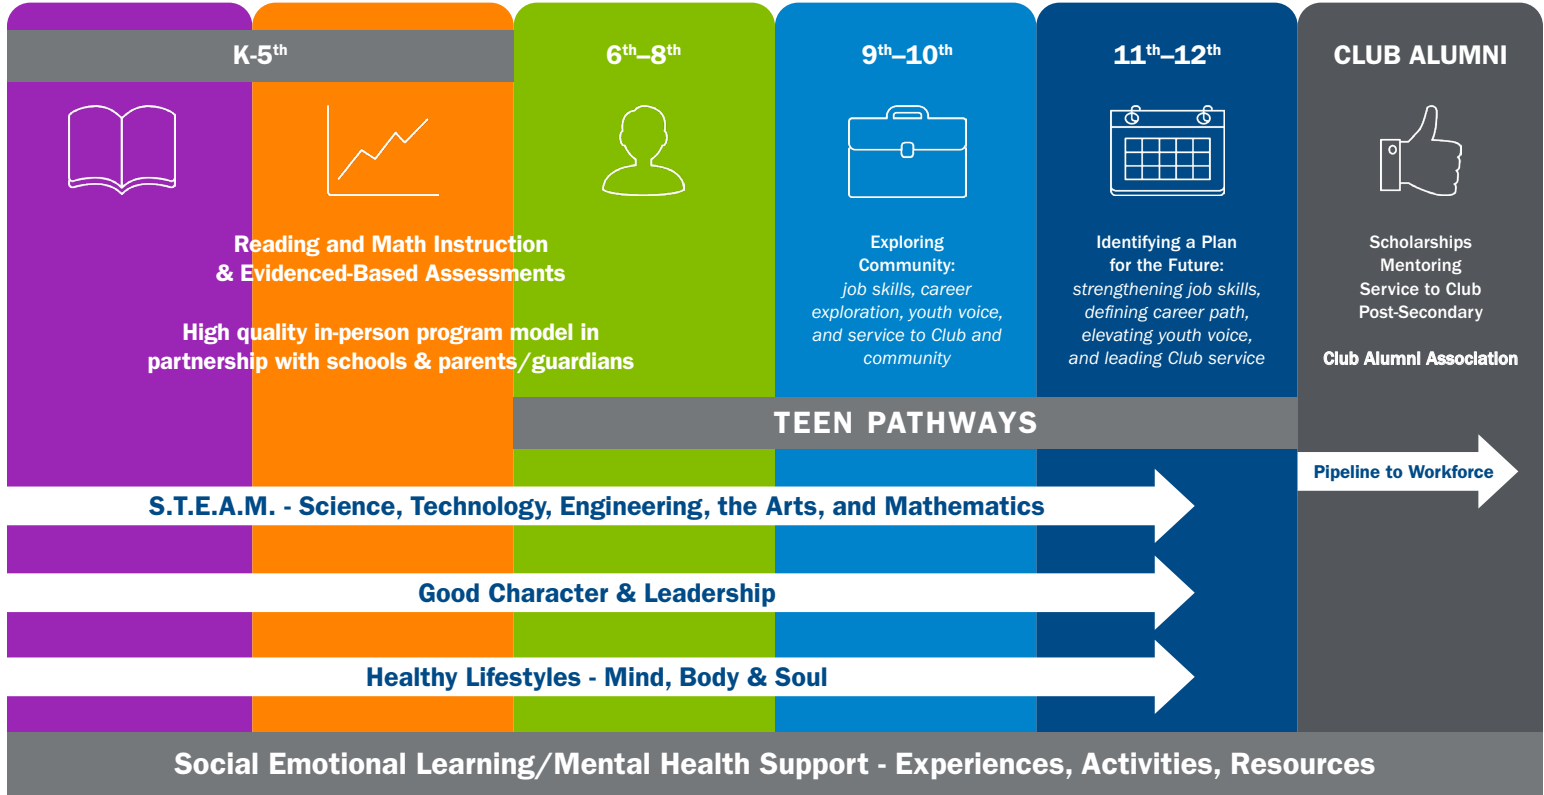 K-5th
6th–8th
9th–10th
11th–12th
CLUB ALUMNI
Reading and Math Instruction
& Evidenced-Based Assessments
High quality in-person program model in
partnership with schools & parents/guardians
Exploring
Community:
job skills, career
exploration, youth voice,
and service to Club and
community
Identifying a Plan
for the Future:
strengthening job skills,
defining career path,
elevating youth voice,
and leading Club service
Scholarships
Mentoring
Service to Club
Post-Secondary
Club Alumni Association
TEEN PATHWAYS
Pipeline to Workforce
S.T.E.A.M. - Science, Technology, Engineering, the Arts, and Mathematics
Good Character & Leadership
Healthy Lifestyles - Mind, Body & Soul
Social Emotional Learning/Mental Health Support - Experiences, Activities, Resources